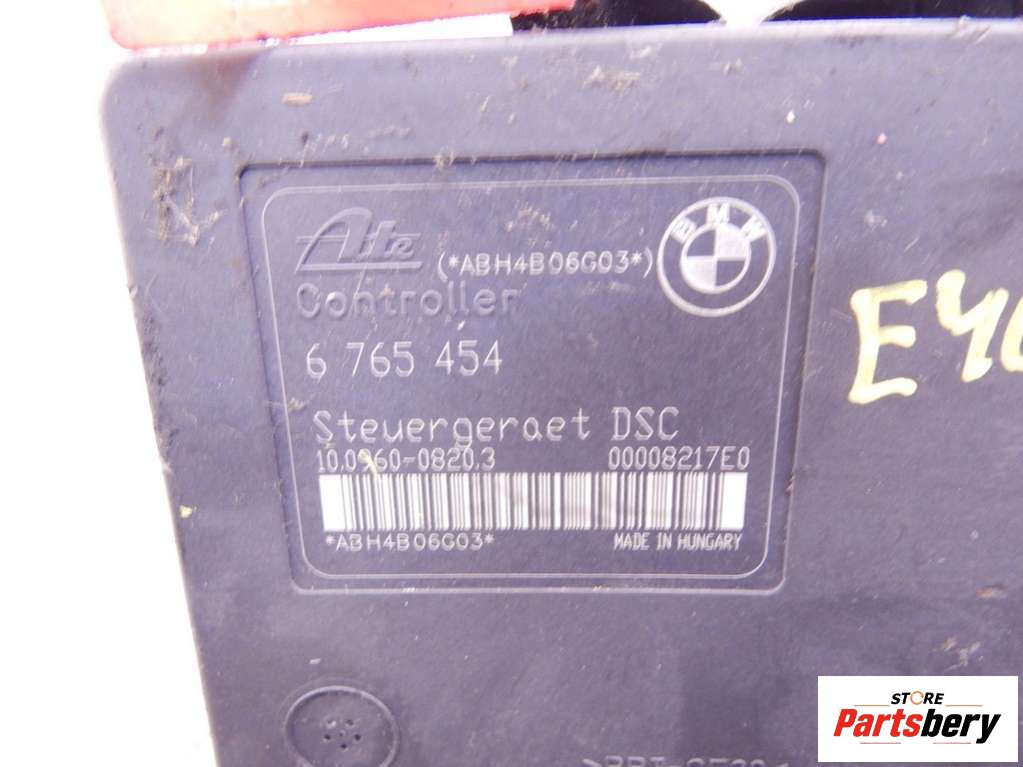 Ate
(*ABH4B06G03*)
BMW
Controller
6 765 454
Steuergeraet DSC
10.0960-0820.3 00008217E0
*ABH4B06G03*
MADE IN HUNGARY
E46
STORE
Partsbery